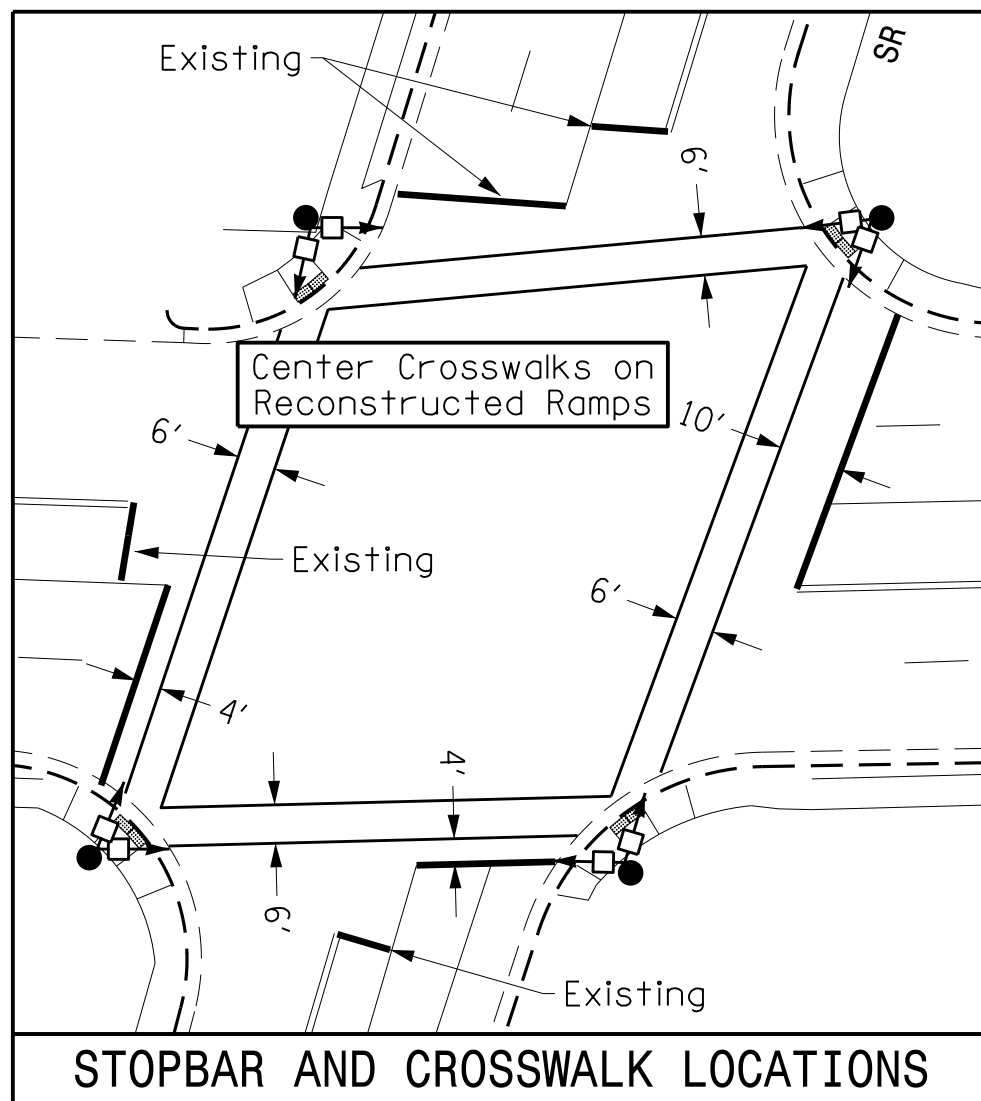 Existing
SR
6'
Center Crosswalks on
Reconstructed Ramps
10'
6'
Existing
6'
4'
4'
6'
Existing
STOPBAR AND CROSSWALK LOCATIONS